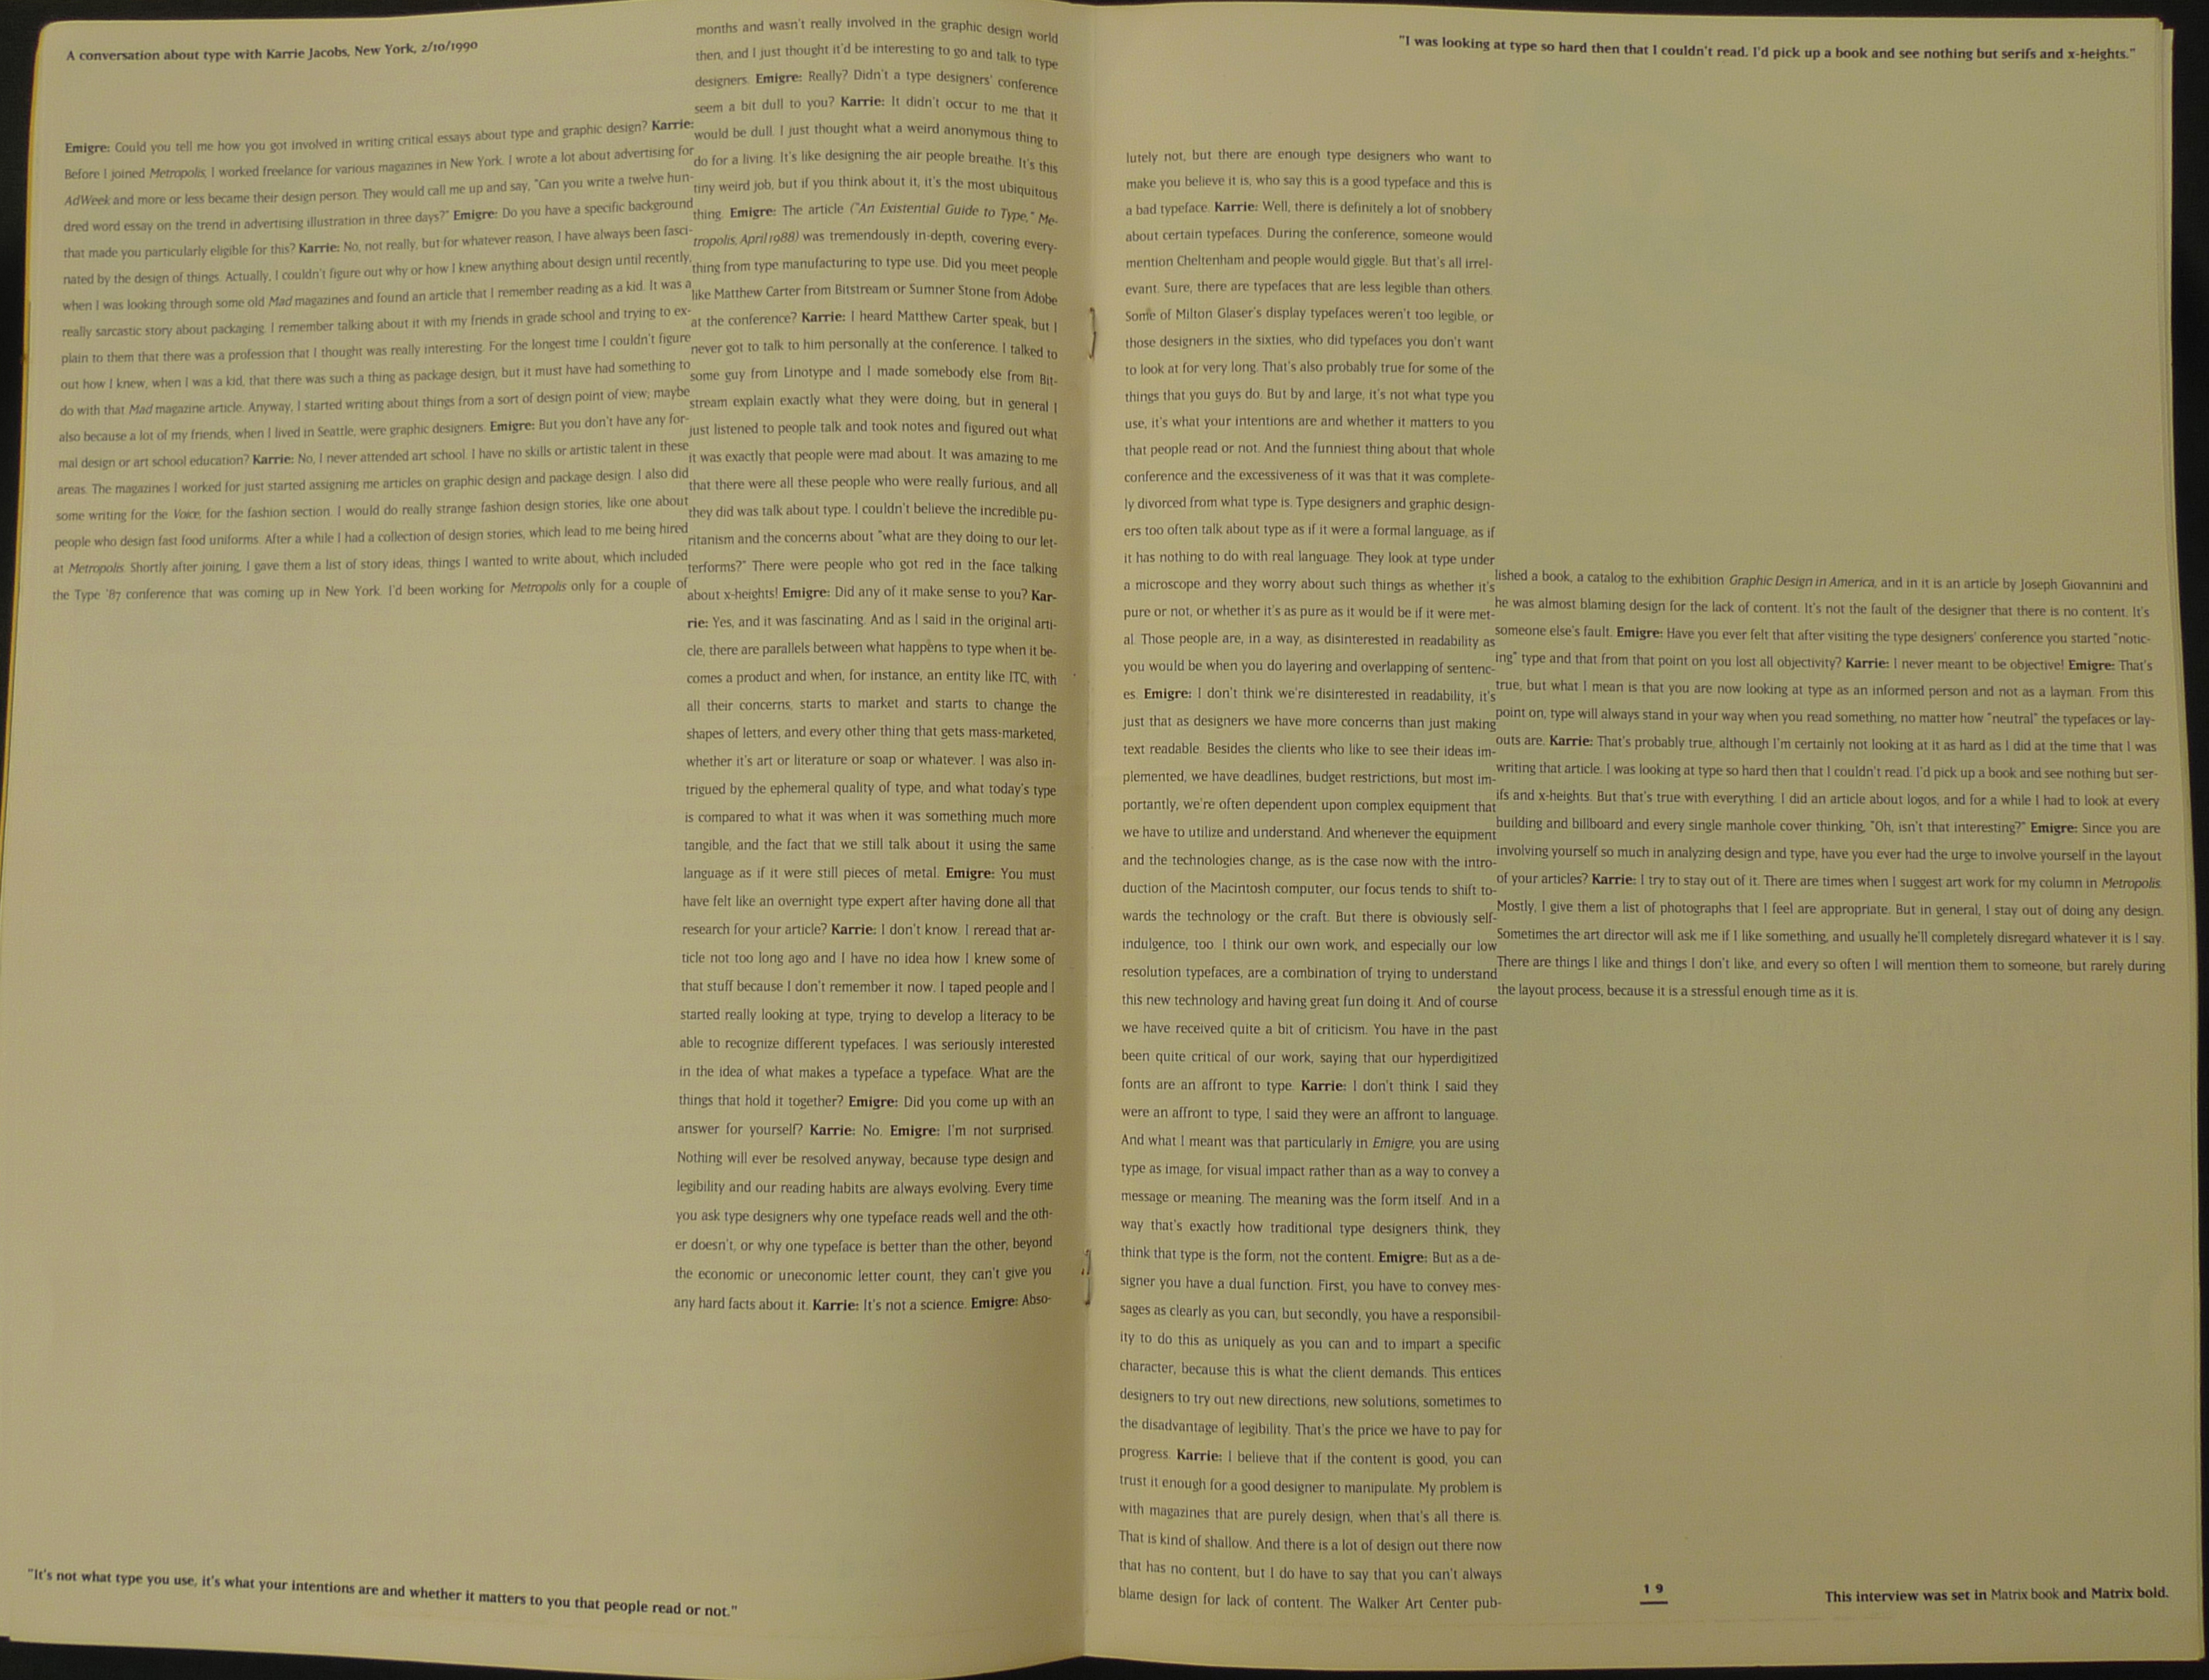 A conversation about type with Karrie Jacobs, New York, 2/10/1990
Emigre: Could you tell me how you got involved in writing critical essays about type and graphic design? Karrie:
Before I joined Metropolis, I worked freelance for various magazines in New York. I wrote a lot about advertising for
AdWeek and more or less became their design person. They would call me up and say, "Can you write a twelve hun-
dred word essay on the trend in advertising illustration in three days?" Emigre: Do you have a specific background
that made you particularly eligible for this? Karrie: No, not really, but for whatever reason, I have always been fasci-
nated by the design of things. Actually, I couldn't figure out why or how I knew anything about design until recently,
when I was looking through some old Mad magazines and found an article that I remember reading as a kid. It was a
really sarcastic story about packaging. I remember talking about it with my friends in grade school and trying to ex-
plain to them that there was a profession that I thought was really interesting. For the longest time I couldn't figure
out how I knew, when I was a kid, that there was such a thing as package design, but it must have had something to
do with that Mad magazine article. Anyway, I started writing about things from a sort of design point of view; maybe
also because a lot of my friends, when I lived in Seattle, were graphic designers. Emigre: But you don't have any for-
mal design or art school education? Karrie: No, I never attended art school. I have no skills or artistic talent in these
areas. The magazines I worked for just started assigning me articles on graphic design and package design. I also did
some writing for the Voice, for the fashion section. I would do really strange fashion design stories, like one about
people who design fast food uniforms. After a while I had a collection of design stories, which lead to me being hired
at Metropolis. Shortly after joining, I gave them a list of story ideas, things I wanted to write about, which included
the Type '87 conference that was coming up in New York. I'd been working for Metropolis only for a couple of
months and wasn't really involved in the graphic design world
then, and I just thought it'd be interesting to go and talk to type
designers. Emigre: Really? Didn't a type designers' conference
seem a bit dull to you? Karrie: It didn't occur to me that it
would be dull. I just thought what a weird anonymous thing to
do for a living. It's like designing the air people breathe. It's this
tiny weird job, but if you think about it, it's the most ubiquitous
thing. Emigre: The article ("An Existential Guide to Type," Me-
tropolis, April 1988) was tremendously in-depth, covering every-
thing from type manufacturing to type use. Did you meet people
like Matthew Carter from Bitstream or Sumner Stone from Adobe
at the conference? Karrie: I heard Matthew Carter speak, but I
never got to talk to him personally at the conference. I talked to
some guy from Linotype and I made somebody else from Bit-
stream explain exactly what they were doing, but in general I
just listened to people talk and took notes and figured out what
it was exactly that people were mad about. It was amazing to me
that there were all these people who were really furious, and all
they did was talk about type. I couldn't believe the incredible pu-
ritanism and the concerns about "what are they doing to our let-
terforms?" There were people who got red in the face talking
about x-heights! Emigre: Did any of it make sense to you? Kar-
rie: Yes, and it was fascinating. And as I said in the original arti-
cle, there are parallels between what happens to type when it be-
comes a product and when, for instance, an entity like ITC, with
all their concerns, starts to market and starts to change the
shapes of letters, and every other thing that gets mass-marketed,
whether it's art or literature or soap or whatever. I was also in-
trigued by the ephemeral quality of type, and what today's type
is compared to what it was when it was something much more
tangible, and the fact that we still talk about it using the same
language as if it were still pieces of metal. Emigre: You must
have felt like an overnight type expert after having done all that
research for your article? Karrie: I don't know. I reread that ar-
ticle not too long ago and I have no idea how I knew some of
that stuff because I don't remember it now. I taped people and I
started really looking at type, trying to develop a literacy to be
able to recognize different typefaces. I was seriously interested
in the idea of what makes a typeface a typeface. What are the
things that hold it together? Emigre: Did you come up with an
answer for yourself? Karrie: No. Emigre: I'm not surprised.
Nothing will ever be resolved anyway, because type design and
legibility and our reading habits are always evolving. Every time
you ask type designers why one typeface reads well and the oth-
er doesn't, or why one typeface is better than the other, beyond
the economic or uneconomic letter count, they can't give you
any hard facts about it. Karrie: It's not a science. Emigre: Abso-
"It's not what type you use, it's what your intentions are and whether it matters to you that people read or not."
"I was looking at type so hard then that I couldn't read. I'd pick up a book and see nothing but serifs and x-heights."
lutely not, but there are enough type designers who want to
make you believe it is, who say this is a good typeface and this is
a bad typeface. Karrie: Well, there is definitely a lot of snobbery
about certain typefaces. During the conference, someone would
mention Cheltenham and people would giggle. But that's all irrel-
evant. Sure, there are typefaces that are less legible than others.
Some of Milton Glaser's display typefaces weren't too legible, or
those designers in the sixties, who did typefaces you don't want
to look at for very long. That's also probably true for some of the
things that you guys do. But by and large, it's not what type you
use, it's what your intentions are and whether it matters to you
that people read or not. And the funniest thing about that whole
conference and the excessiveness of it was that it was complete-
ly divorced from what type is. Type designers and graphic design-
ers too often talk about type as if it were a formal language, as if
it has nothing to do with real language. They look at type under
a microscope and they worry about such things as whether it's
pure or not, or whether it's as pure as it would be if it were met-
al. Those people are, in a way, as disinterested in readability as
you would be when you do layering and overlapping of sentenc-
es. Emigre: I don't think we're disinterested in readability, it's
just that as designers we have more concerns than just making
text readable. Besides the clients who like to see their ideas im-
plemented, we have deadlines, budget restrictions, but most im-
portantly, we're often dependent upon complex equipment that
we have to utilize and understand. And whenever the equipment
and the technologies change, as is the case now with the intro-
duction of the Macintosh computer, our focus tends to shift to-
wards the technology or the craft. But there is obviously self-
indulgence, too. I think our own work, and especially our low
resolution typefaces, are a combination of trying to understand
this new technology and having great fun doing it. And of course
we have received quite a bit of criticism. You have in the past
been quite critical of our work, saying that our hyperdigitized
fonts are an affront to type. Karrie: I don't think I said they
were an affront to type, I said they were an affront to language.
And what I meant was that particularly in Emigre, you are using
type as image, for visual impact rather than as a way to convey a
message or meaning. The meaning was the form itself. And in a
way that's exactly how traditional type designers think, they
think that type is the form, not the content. Emigre: But as a de-
signer you have a dual function. First, you have to convey mes-
sages as clearly as you can, but secondly, you have a responsibil-
ity to do this as uniquely as you can and to impart a specific
character, because this is what the client demands. This entices
designers to try out new directions, new solutions, sometimes to
the disadvantage of legibility. That's the price we have to pay for
progress. Karrie: I believe that if the content is good, you can
trust it enough for a good designer to manipulate. My problem is
with magazines that are purely design, when that's all there is.
That is kind of shallow. And there is a lot of design out there now
that has no content, but I do have to say that you can't always
blame design for lack of content. The Walker Art Center pub-
lished a book, a catalog to the exhibition Graphic Design in America, and in it is an article by Joseph Giovannini and
he was almost blaming design for the lack of content. It's not the fault of the designer that there is no content. It's
someone else's fault. Emigre: Have you ever felt that after visiting the type designers' conference you started "notic-
ing" type and that from that point on you lost all objectivity? Karrie: I never meant to be objective! Emigre: That's
true, but what I mean is that you are now looking at type as an informed person and not as a layman. From this
point on, type will always stand in your way when you read something, no matter how "neutral" the typefaces or lay-
outs are. Karrie: That's probably true, although I'm certainly not looking at it as hard as I did at the time that I was
writing that article. I was looking at type so hard then that I couldn't read. I'd pick up a book and see nothing but ser-
ifs and x-heights. But that's true with everything. I did an article about logos, and for a while I had to look at every
building and billboard and every single manhole cover thinking, "Oh, isn't that interesting?" Emigre: Since you are
involving yourself so much in analyzing design and type, have you ever had the urge to involve yourself in the layout
of your articles? Karrie: I try to stay out of it. There are times when I suggest art work for my column in Metropolis.
Mostly, I give them a list of photographs that I feel are appropriate. But in general, I stay out of doing any design.
Sometimes the art director will ask me if I like something, and usually he'll completely disregard whatever it is I say.
There are things I like and things I don't like, and every so often I will mention them to someone, but rarely during
the layout process, because it is a stressful enough time as it is.
19
This interview was set in Matrix book and Matrix bold.